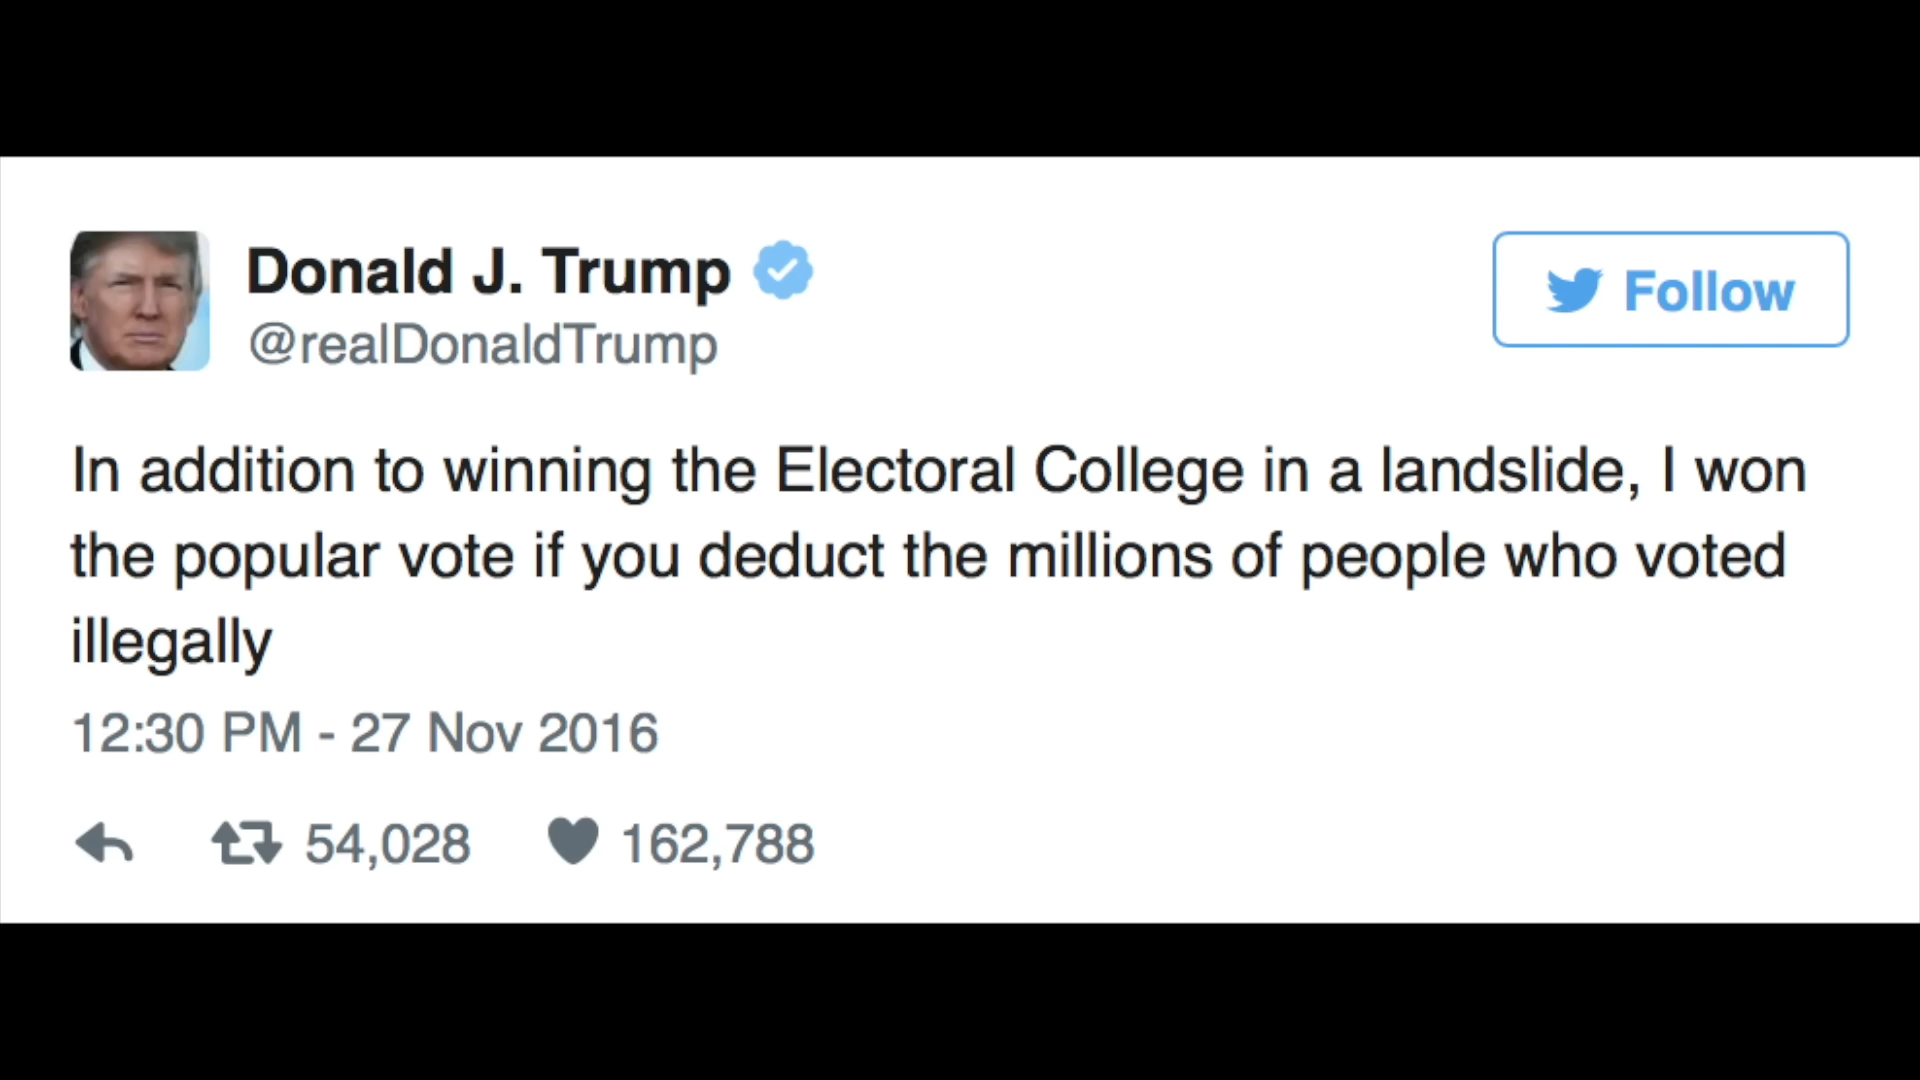 Donald J. Trump
@realDonaldTrump
Follow
In addition to winning the Electoral College in a landslide, I won
the popular vote if you deduct the millions of people who voted
illegally
12:30 PM - 27 Nov 2016
54,028 162,788